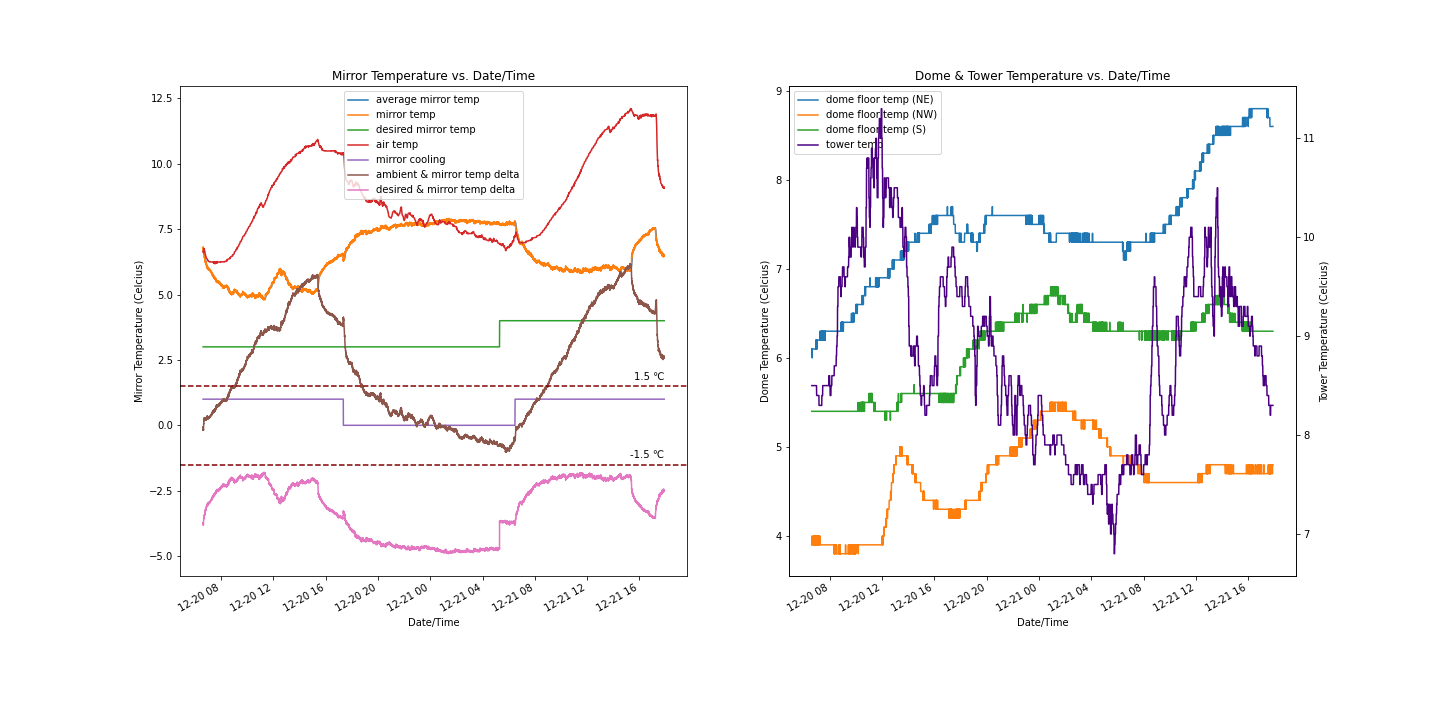 Mirror Temperature vs. Date/Time
Mirror Temperature (Celcius)
12.5
10.0
7.5
5.0
2.5
0.0
−2.5
−5.0
average mirror temp
mirror temp
desired mirror temp
air temp
mirror cooling
ambient & mirror temp delta
desired & mirror temp delta
1.5 °C
-1.5 °C
12-20 08
12-20 12
12-20 16
12-20 20
12-21 00
12-21 04
12-21 08
12-21 12
12-21 16
Date/Time
Dome & Tower Temperature vs. Date/Time
Dome Temperature (Celcius)
9
8
7
6
5
4
dome floor temp (NE)
dome floor temp (NW)
dome floor temp (S)
tower temp
11
10
9
8
7
Tower Temperature (Celcius)
12-20 08
12-20 12
12-20 16
12-20 20
12-21 00
12-21 04
12-21 08
12-21 12
12-21 16
Date/Time